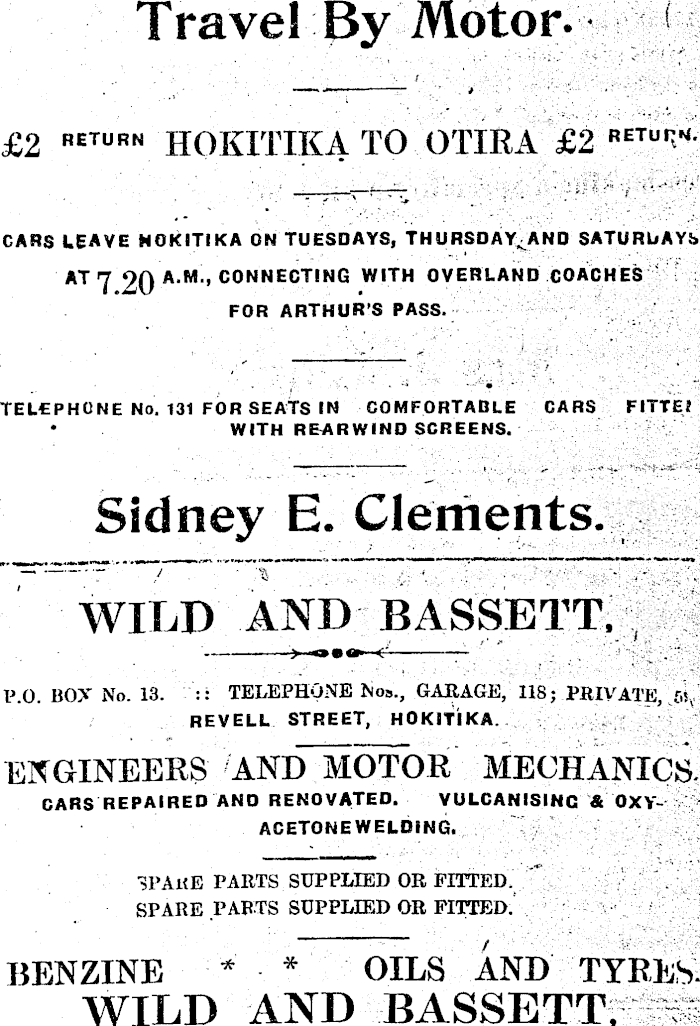 Travel By Motor.
£2 RETURN HOKITIKA TO OTIRA £2 RETURN.
CARS LEAVE HOKITIKA ON TUESDAYS, THURSDAY AND SATURDAYS
AT 7.20 A.M., CONNECTING WITH OVERLAND COACHES
FOR ARTHUR'S PASS.
TELEPHONE No. 131 FOR SEATS IN COMFORTABLE CARS FITTE
WITH REARWIND SCREENS.
Sidney E. Clements.
WILD AND BASSETT,
P.O. BOX No. 13. :: TELEPHONE Nos., GARAGE, 118; PRIVATE,
REVELL STREET, HOKITIKA.
ENGINEERS AND MOTOR MECHANICS.
CARS REPAIRED AND RENOVATED. VULCANISING & OXY-
ACETONE WELDING.
SPARE PARTS SUPPLIED OR FITTED.
SPARE PARTS SUPPLIED OR FITTED.
BENZINE * * OILS AND TYRES.
WILD AND BASSETT,